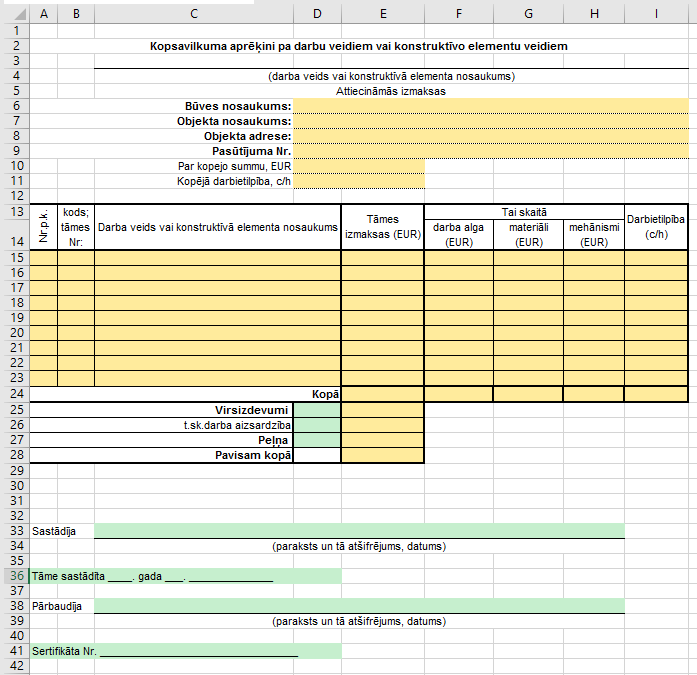 A B C D E F G H I
1
2 Kopsavilkuma aprēķini pa darbu veidiem vai konstruktīvo elementu veidiem
3
4 (darba veids vai konstruktīvā elementa nosaukums)
5 Attiecināmās izmaksas
6 Būves nosaukums:
7 Objekta nosaukums:
8 Objekta adrese:
9 Pasūtījuma Nr.
10 Par kopejo summu, EUR
11 Kopējā darbietilpība, c/h
12
13 Nr.p.k. kods; tāmes Nr: Darba veids vai konstruktīvā elementa nosaukums Tāmes izmaksas (EUR) Tai skaitā Darbietilpība (c/h)
14 darba alga (EUR) materiāli (EUR) mehānismi (EUR)
15
16
17
18
19
20
21
22
23
24 Kopā
25 Virsizdevumi
26 t.sk.darba aizsardzība
27 Peļņa
28 Pavisam kopā
29
30
31
32
33 Sastādīja
34 (paraksts un tā atšifrējums, datums)
35
36 Tāme sastādīta ____. gada ___. ______________
37
38 Pārbaudīja
39 (paraksts un tā atšifrējums, datums)
40
41 Sertifikāta Nr. _________________________________
42